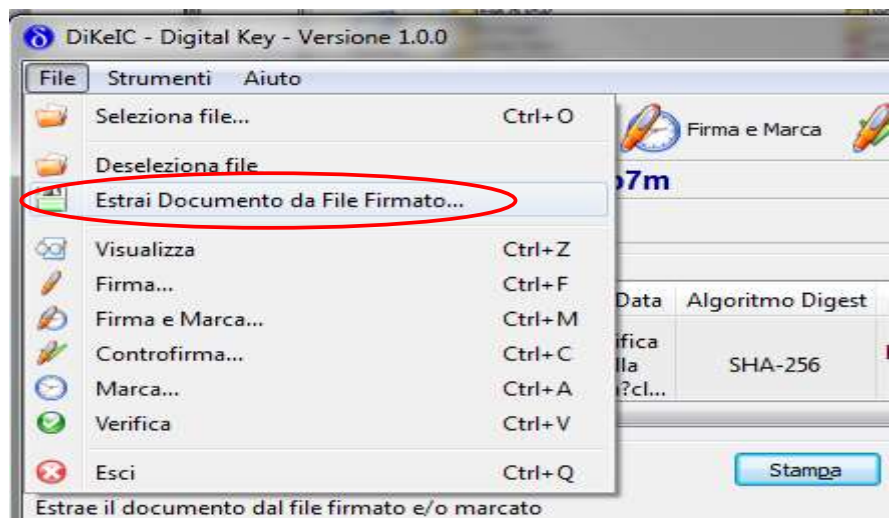 DiKeIC - Digital Key - Versione 1.0.0
File Strumenti Aiuto
Seleziona file... Ctrl+O
Firma e Marca
Deseleziona file
p7m
Estrai Documento da File Firmato...
Visualizza Ctrl+Z
Firma... Ctrl+F
Data Algoritmo Digest
Firma e Marca... Ctrl+M
Controfirma... Ctrl+C
SHA-256
Marca... Ctrl+A
Verifica Ctrl+V
Esci Ctrl+Q
Stampa
Estrae il documento dal file firmato e/o marcato